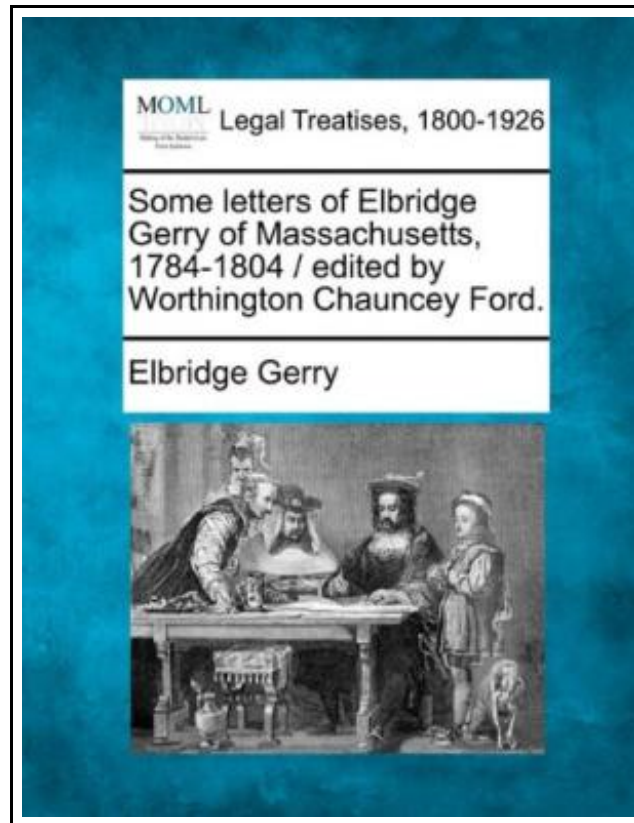 MOML
Legal Treatises, 1800-1926
Some letters of Elbridge
Gerry of Massachusetts,
1784-1804 / edited by
Worthington Chauncey Ford.
Elbridge Gerry